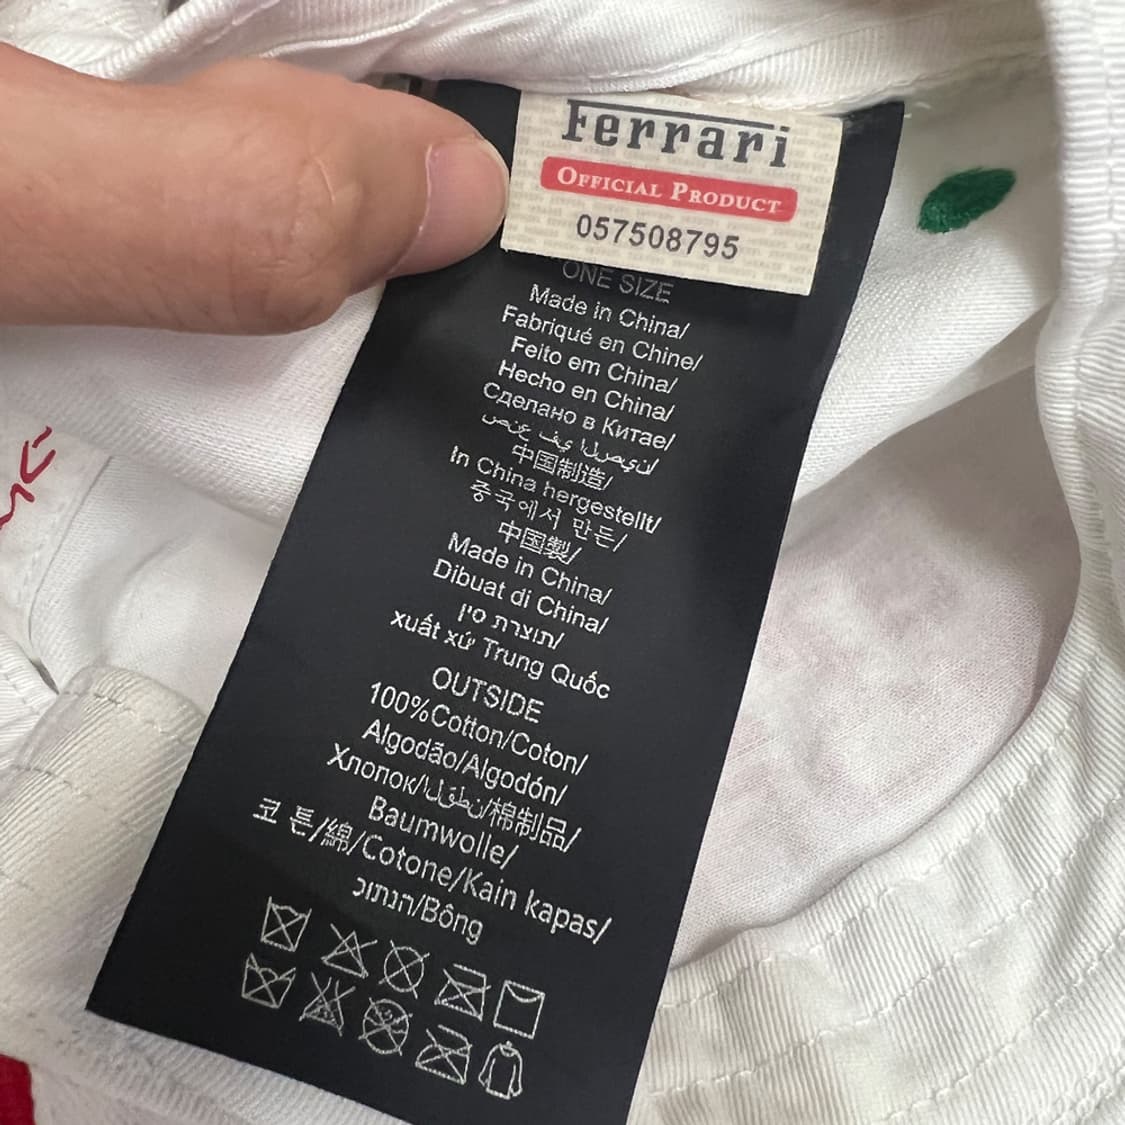 Ferrari
OFFICIAL PRODUCT
057508795
ONE SIZE
Made in China/
Fabriqué en Chine/
Feito em China/
Hecho en China/
Сделано в Китае/
صنع في الصين/
中国制造/
In China hergestellt/
중국에서 만든/
中国製/
Made in China/
Dibuat di China/
תוצרת סין/
xuất xứ Trung Quốc
OUTSIDE
100%Cotton/Coton/
Algodão/Algodón/
Хлопок/القطن/棉制品/
Baumwolle/
코 튼/綿/Cotone/Kain kapas/
הנתוכ/Bông